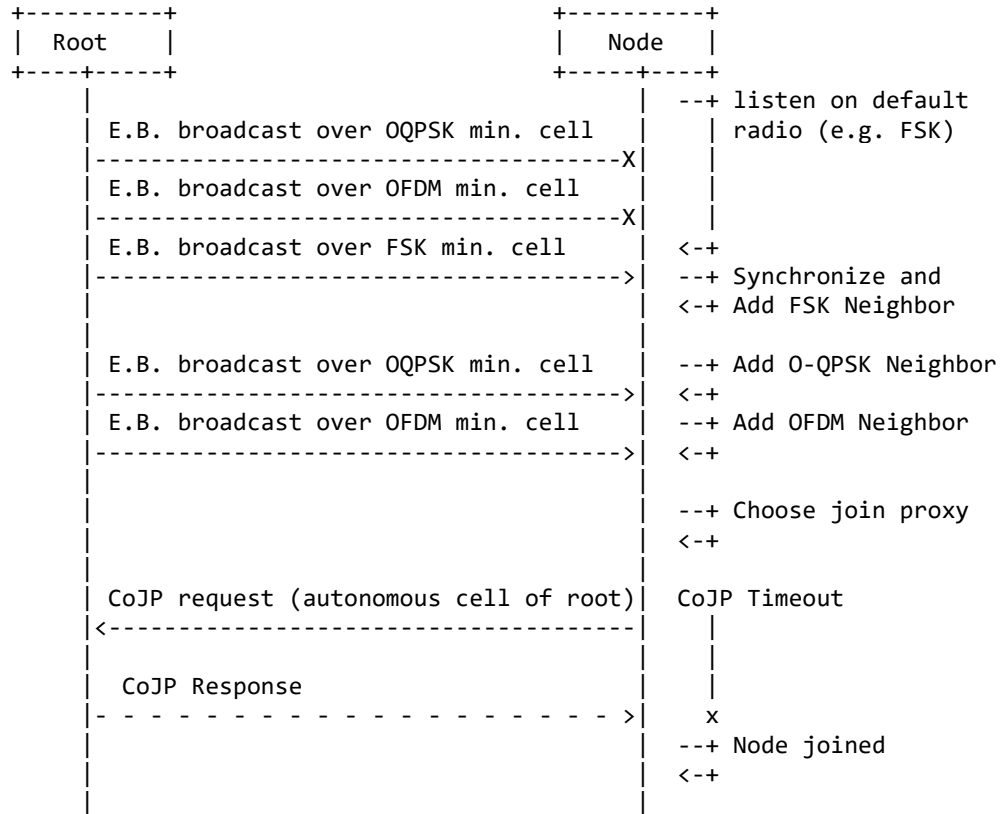 Root Node
listen on default
E.B. broadcast over OQPSK min. cell radio (e.g. FSK)
E.B. broadcast over OFDM min. cell
E.B. broadcast over FSK min. cell
Synchronize and
Add FSK Neighbor
E.B. broadcast over OQPSK min. cell Add O-QPSK Neighbor
E.B. broadcast over OFDM min. cell Add OFDM Neighbor
Choose join proxy
CoJP request (autonomous cell of root) CoJP Timeout
CoJP Response
x
Node joined